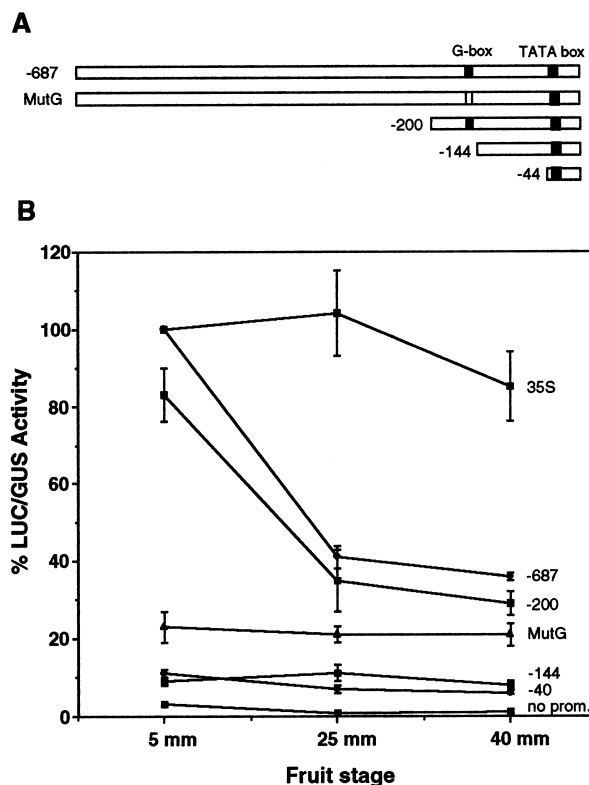 A
G-box TATA box
-687
MutG
-200
-144
-44
B
120
100
80
60
40
20
0
% LUC/GUS Activity
35S
-687
-200
MutG
-144
-40
no prom.
5 mm 25 mm 40 mm
Fruit stage